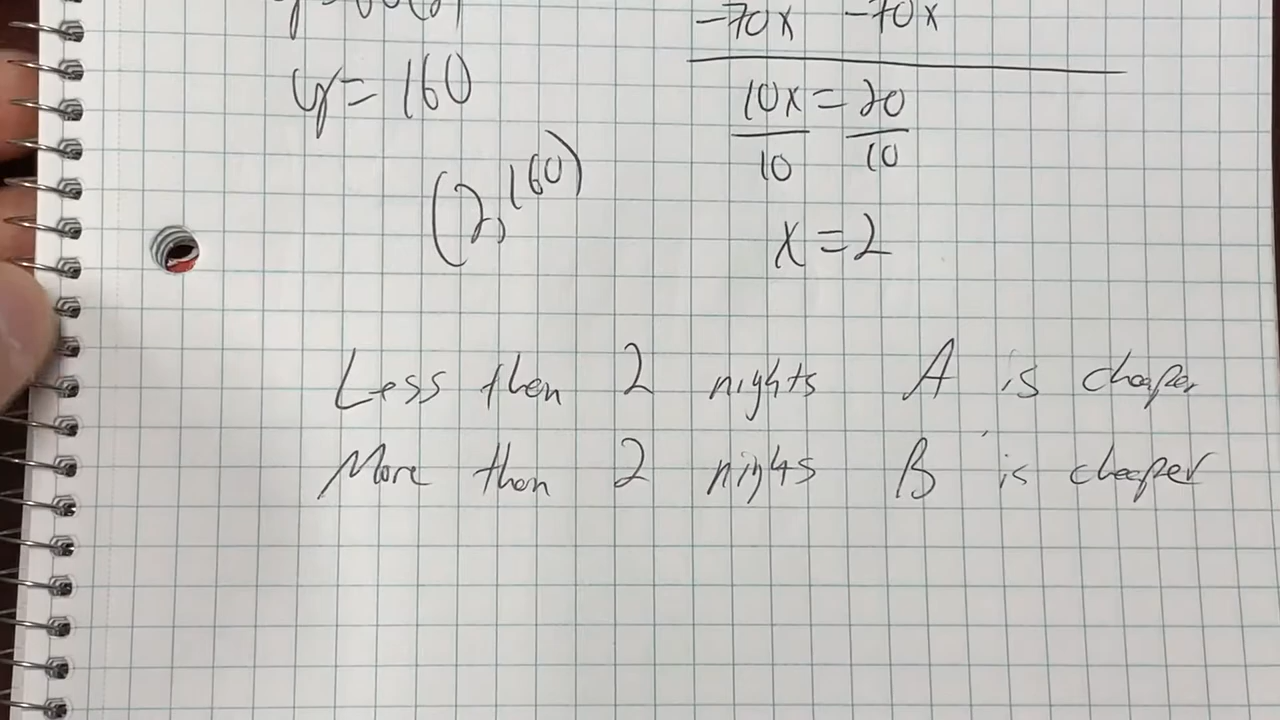 -70x -70x
y = 160
10x = 20
10 10
(2,160)
x = 2
Less then 2 nights A is cheaper
More than 2 nights B is cheaper